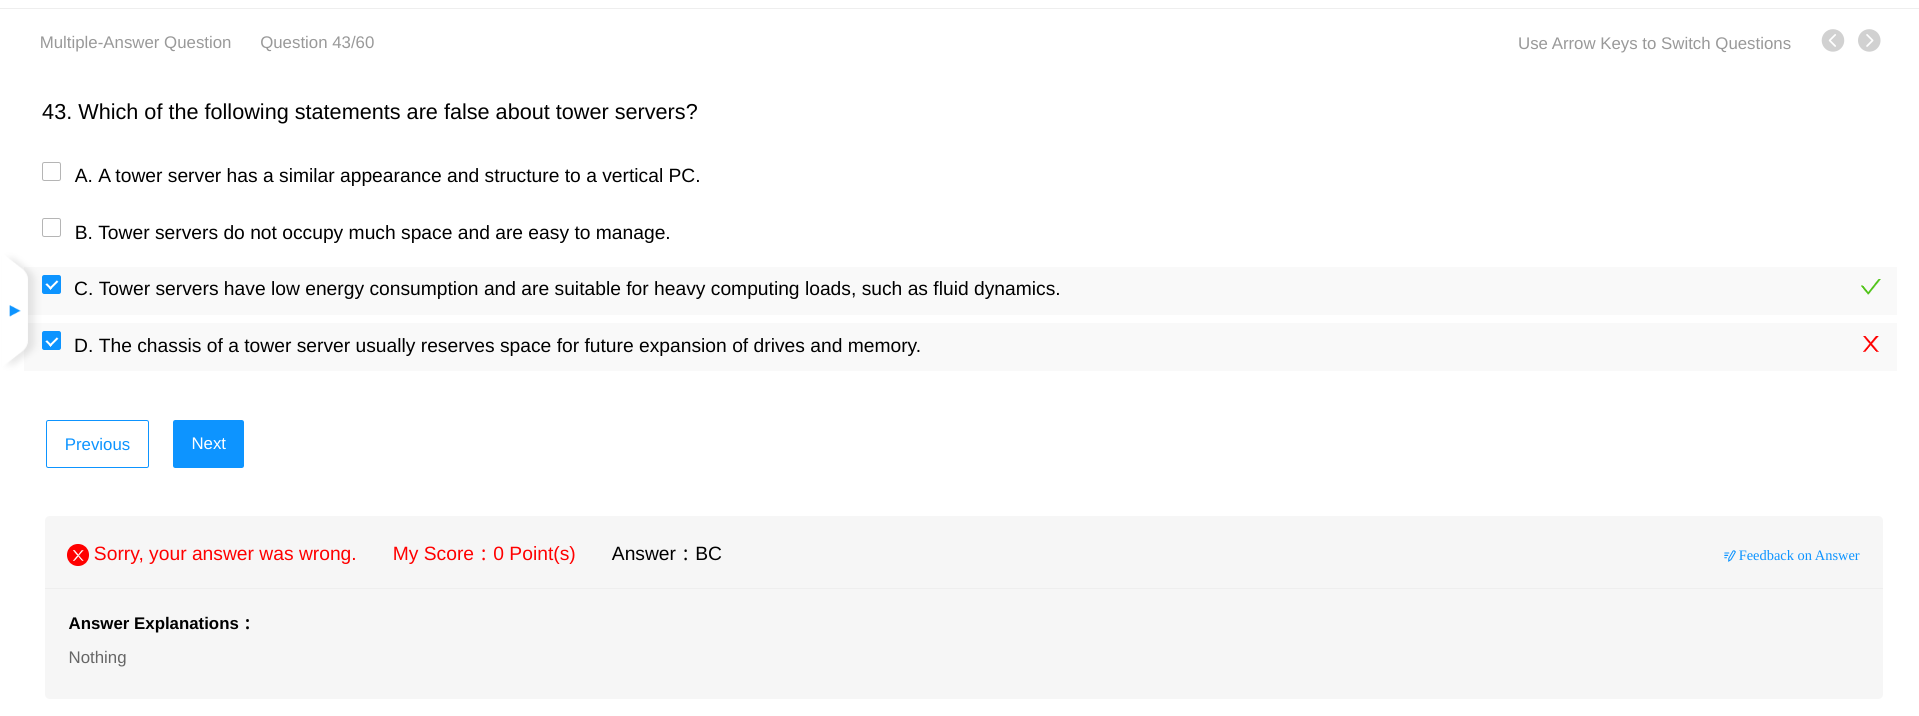 Multiple-Answer Question Question 43/60 Use Arrow Keys to Switch Questions
43. Which of the following statements are false about tower servers?
A. A tower server has a similar appearance and structure to a vertical PC.
B. Tower servers do not occupy much space and are easy to manage.
C. Tower servers have low energy consumption and are suitable for heavy computing loads, such as fluid dynamics.
D. The chassis of a tower server usually reserves space for future expansion of drives and memory.
Previous Next
Sorry, your answer was wrong. My Score：0 Point(s) Answer：BC Feedback on Answer
Answer Explanations：
Nothing